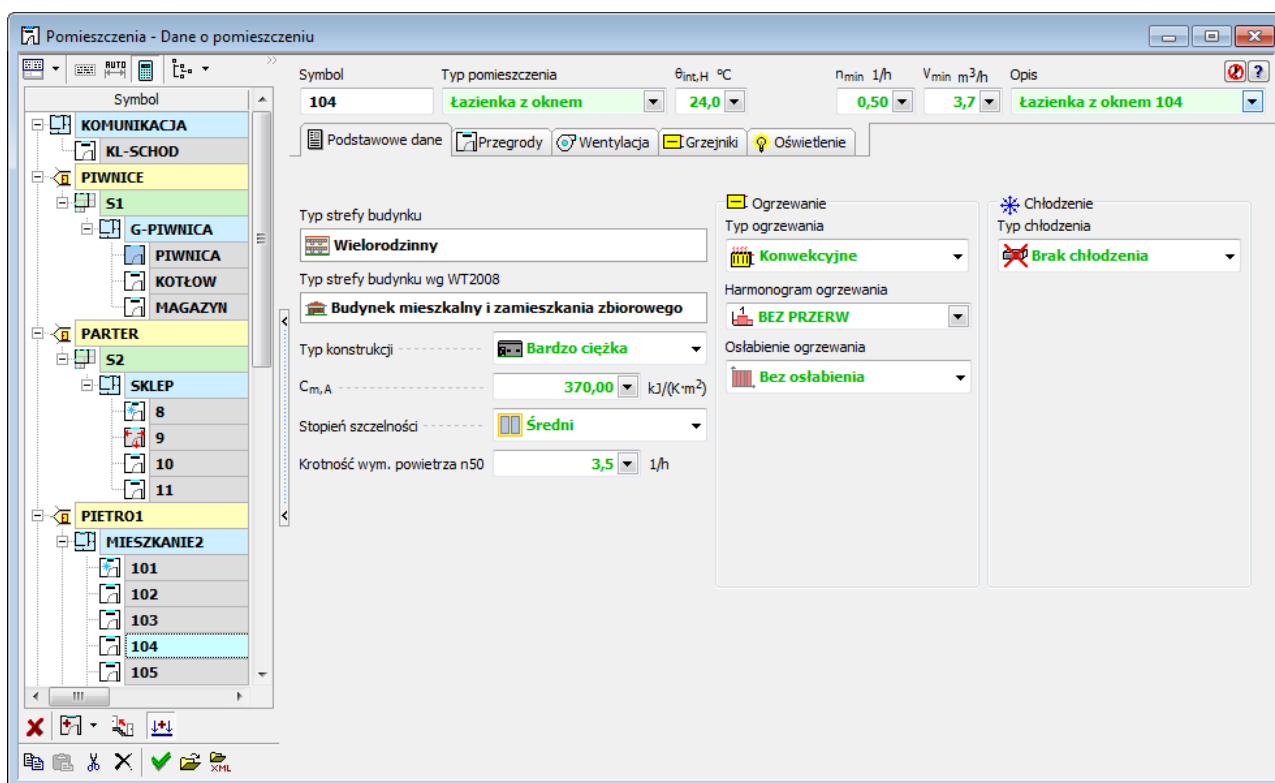 Pomieszczenia - Dane o pomieszczeniu
AUTO
Symbol
KOMUNIKACJA
KL-SCHOD
PIWNICE
S1
G-PIWNICA
PIWNICA
KOTŁOW
MAGAZYN
PARTER
S2
SKLEP
8
9
10
11
PIETRO1
MIESZKANIE2
101
102
103
104
105
XML
Symbol Typ pomieszczenia θint,H ºC nmin 1/h Vmin m³/h Opis
104 Łazienka z oknem 24,0 0,50 3,7 Łazienka z oknem 104
Podstawowe dane Przegrody Wentylacja Grzejniki Oświetlenie
Typ strefy budynku
Wielorodzinny
Typ strefy budynku wg WT2008
Budynek mieszkalny i zamieszkania zbiorowego
Typ konstrukcji Bardzo ciężka
Cm,A 370,00 kJ/(K·m²)
Stopień szczelności Średni
Krotność wym. powietrza n50 3,5 1/h
Ogrzewanie
Typ ogrzewania
Konwekcyjne
Harmonogram ogrzewania
BEZ PRZERW
Osłabienie ogrzewania
Bez osłabienia
Chłodzenie
Typ chłodzenia
Brak chłodzenia